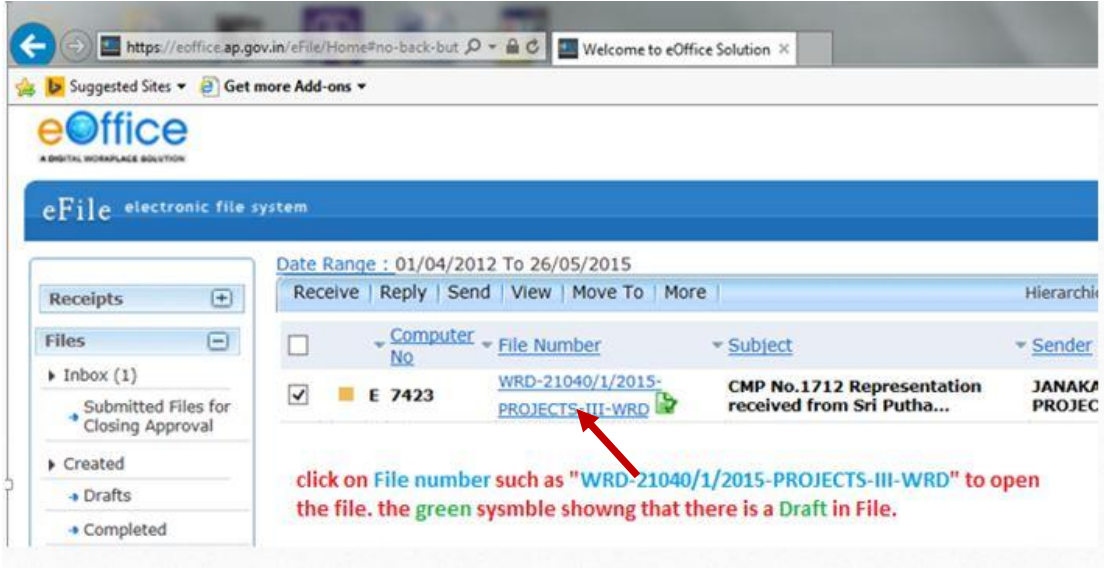 https://eoffice.ap.gov.in/eFile/Home#no-back-but
Welcome to eOffice Solution ×
Suggested Sites ▾ Get more Add-ons ▾
eOffice
A DIGITAL WORKPLACE SOLUTION
eFile electronic file system
Date Range : 01/04/2012 To 26/05/2015
Receive | Reply | Send | View | Move To | More |
Receipts
Files
Inbox (1)
Submitted Files for
Closing Approval
Created
Drafts
Completed
Computer
No
File Number
Subject
Sender
E 7423
WRD-21040/1/2015-
PROJECTS-III-WRD
CMP No.1712 Representation
received from Sri Putha...
JANAKA
PROJEC
click on File number such as "WRD-21040/1/2015-PROJECTS-III-WRD" to open
the file. the green sysmble showng that there is a Draft in File.